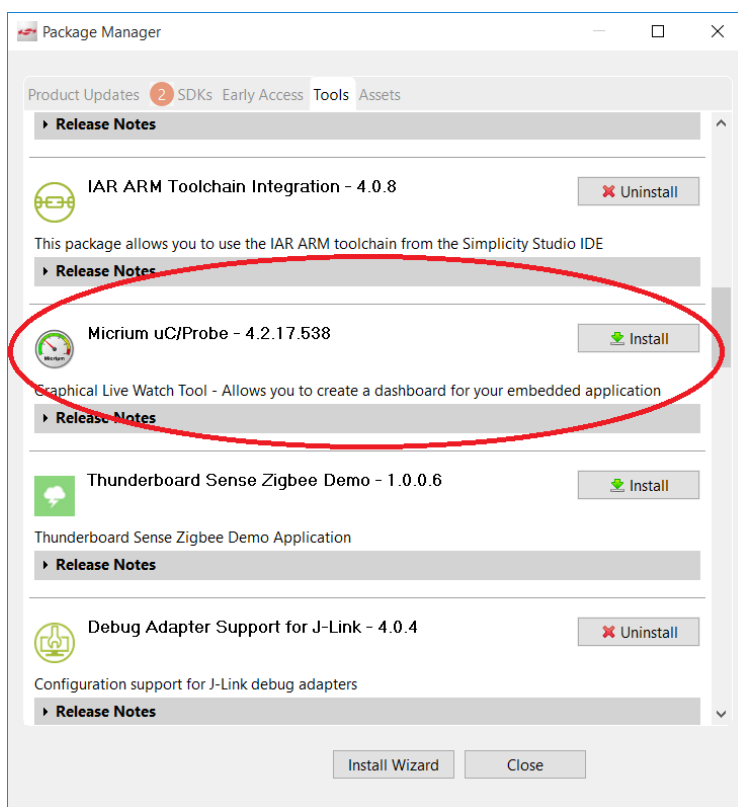 Package Manager
Product Updates 2 SDKs Early Access Tools Assets
Release Notes
IAR ARM Toolchain Integration - 4.0.8
Uninstall
This package allows you to use the IAR ARM toolchain from the Simplicity Studio IDE
Release Notes
Micrium uC/Probe - 4.2.17.538
Install
Micrium
Graphical Live Watch Tool - Allows you to create a dashboard for your embedded application
Release Notes
Thunderboard Sense Zigbee Demo - 1.0.0.6
Install
Thunderboard Sense Zigbee Demo Application
Release Notes
Debug Adapter Support for J-Link - 4.0.4
Uninstall
Configuration support for J-Link debug adapters
Release Notes
Install Wizard
Close